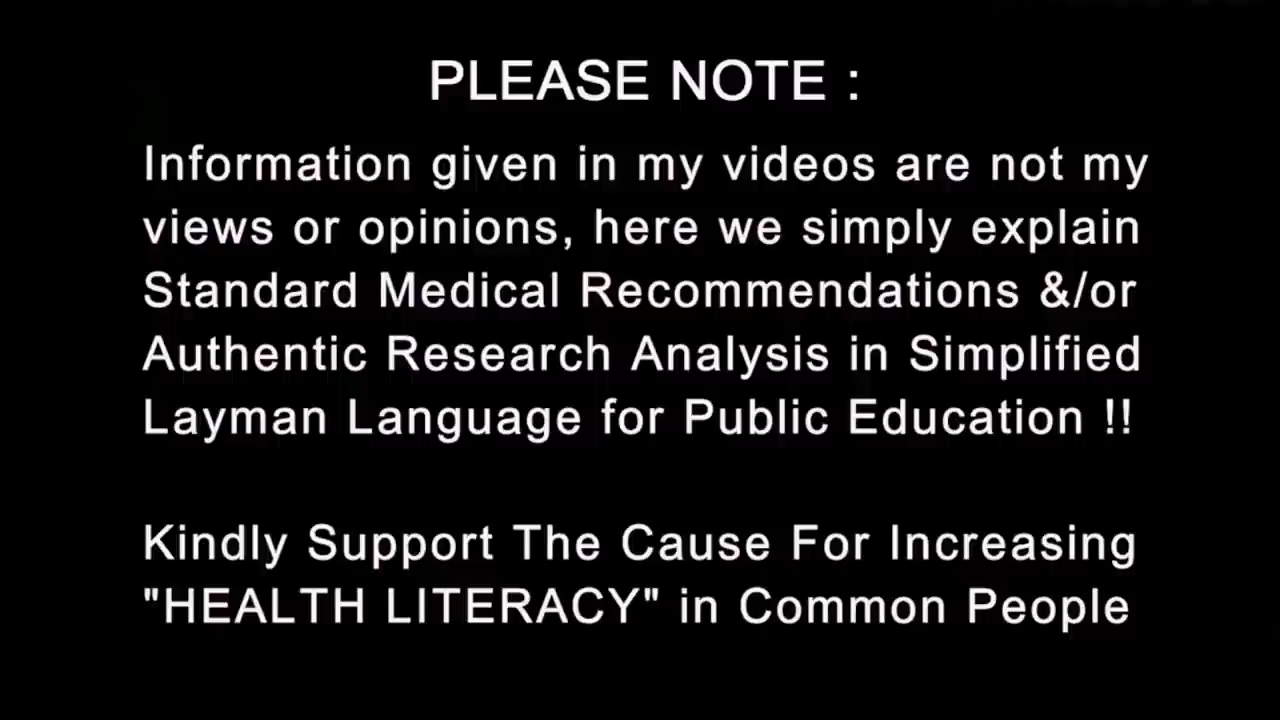 PLEASE NOTE :
Information given in my videos are not my
views or opinions, here we simply explain
Standard Medical Recommendations &/or
Authentic Research Analysis in Simplified
Layman Language for Public Education !!
Kindly Support The Cause For Increasing
"HEALTH LITERACY" in Common People